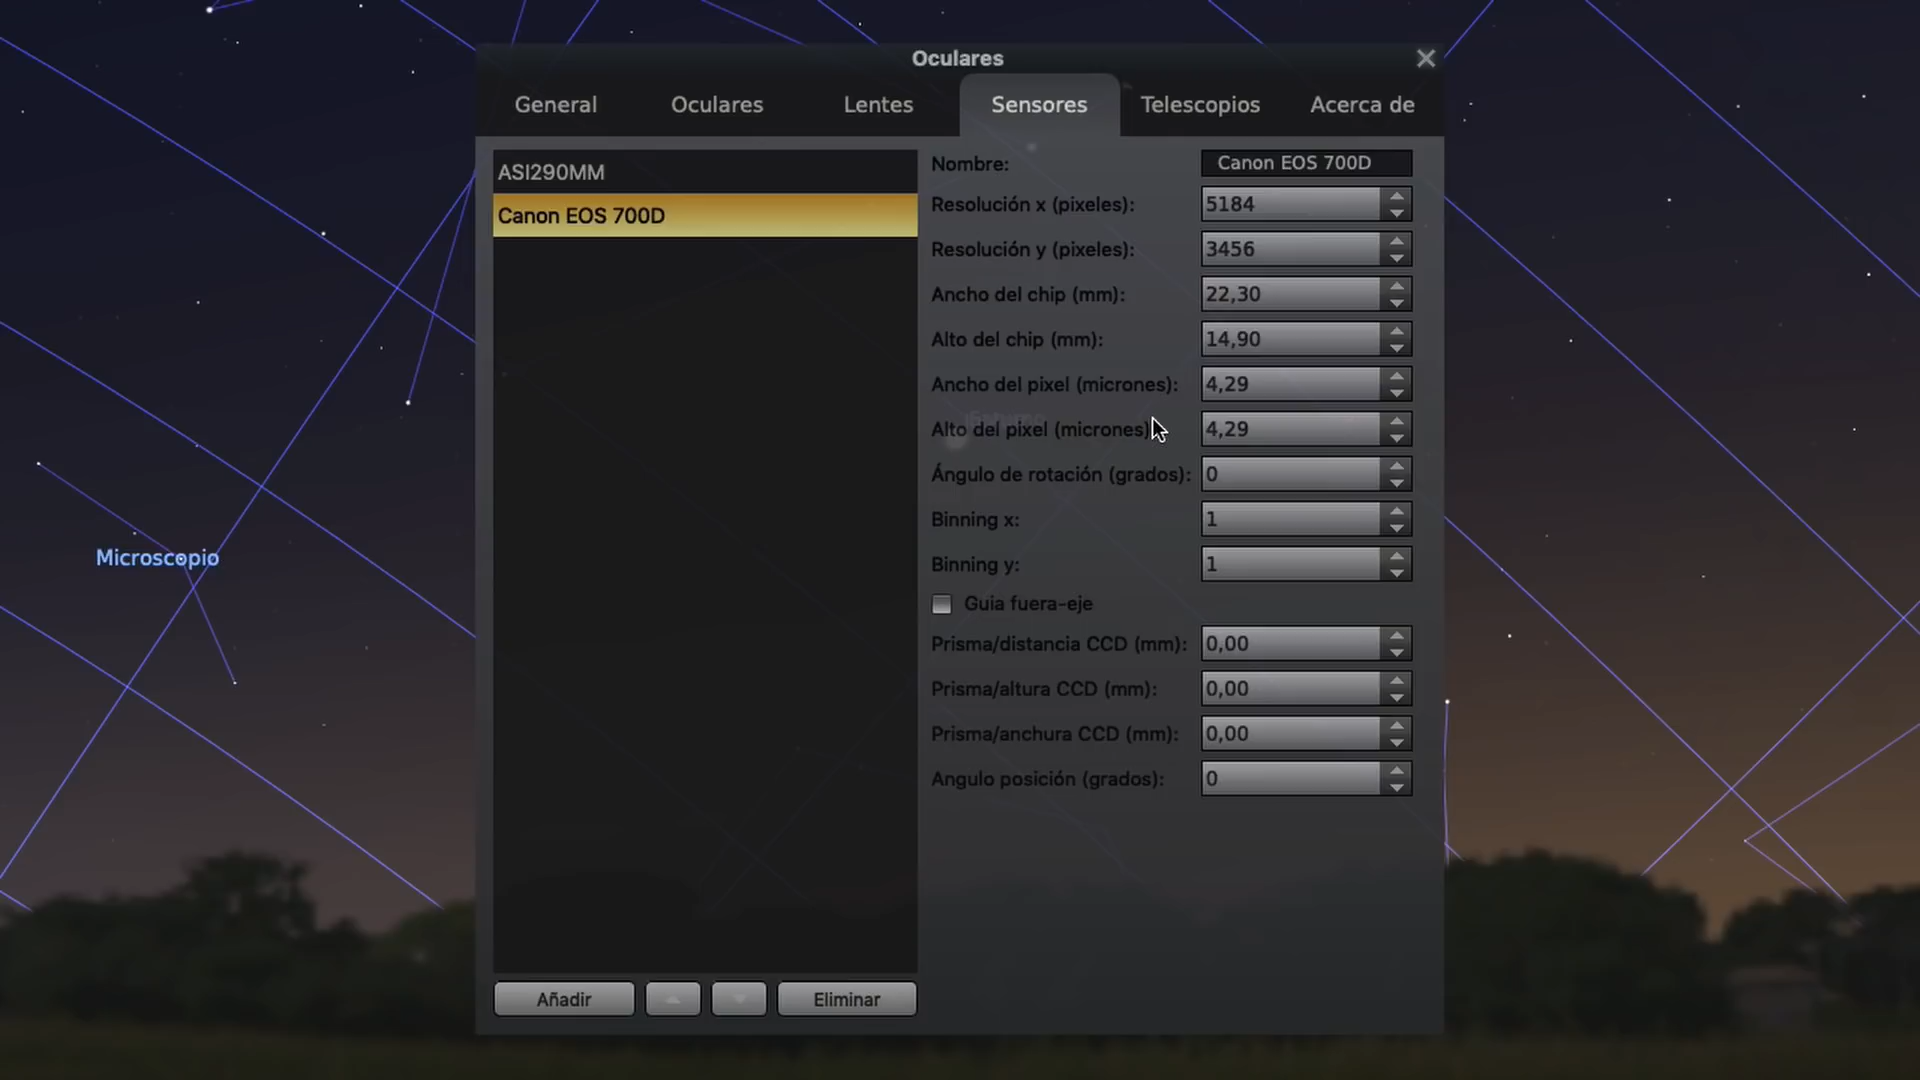 Oculares
General
Oculares
Lentes
Sensores
Telescopios
Acerca de
ASI290MM
Canon EOS 700D
Nombre: Canon EOS 700D
Resolución x (pixeles): 5184
Resolución y (pixeles): 3456
Ancho del chip (mm): 22,30
Alto del chip (mm): 14,90
Ancho del pixel (micrones): 4,29
Alto del pixel (micrones) 4,29
Ángulo de rotación (grados): 0
Binning x: 1
Binning y: 1
Guia fuera-eje
Prisma/distancia CCD (mm): 0,00
Prisma/altura CCD (mm): 0,00
Prisma/anchura CCD (mm): 0,00
Angulo posición (grados): 0
Añadir
Eliminar
Microscopio